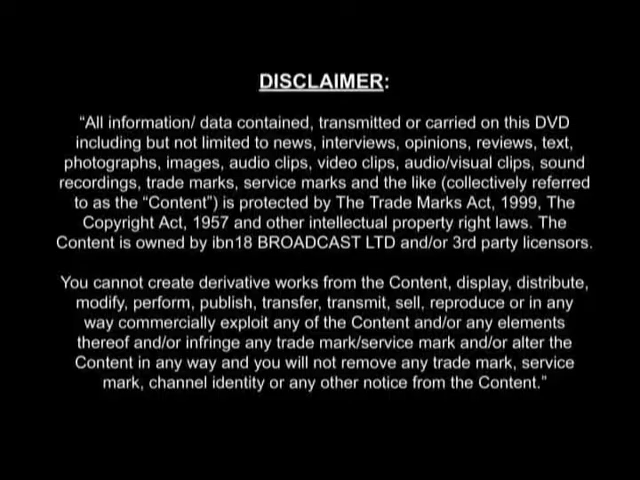 DISCLAIMER:
“All information/ data contained, transmitted or carried on this DVD
including but not limited to news, interviews, opinions, reviews, text,
photographs, images, audio clips, video clips, audio/visual clips, sound
recordings, trade marks, service marks and the like (collectively referred
to as the “Content”) is protected by The Trade Marks Act, 1999, The
Copyright Act, 1957 and other intellectual property right laws. The
Content is owned by ibn18 BROADCAST LTD and/or 3rd party licensors.
You cannot create derivative works from the Content, display, distribute,
modify, perform, publish, transfer, transmit, sell, reproduce or in any
way commercially exploit any of the Content and/or any elements
thereof and/or infringe any trade mark/service mark and/or alter the
Content in any way and you will not remove any trade mark, service
mark, channel identity or any other notice from the Content.”